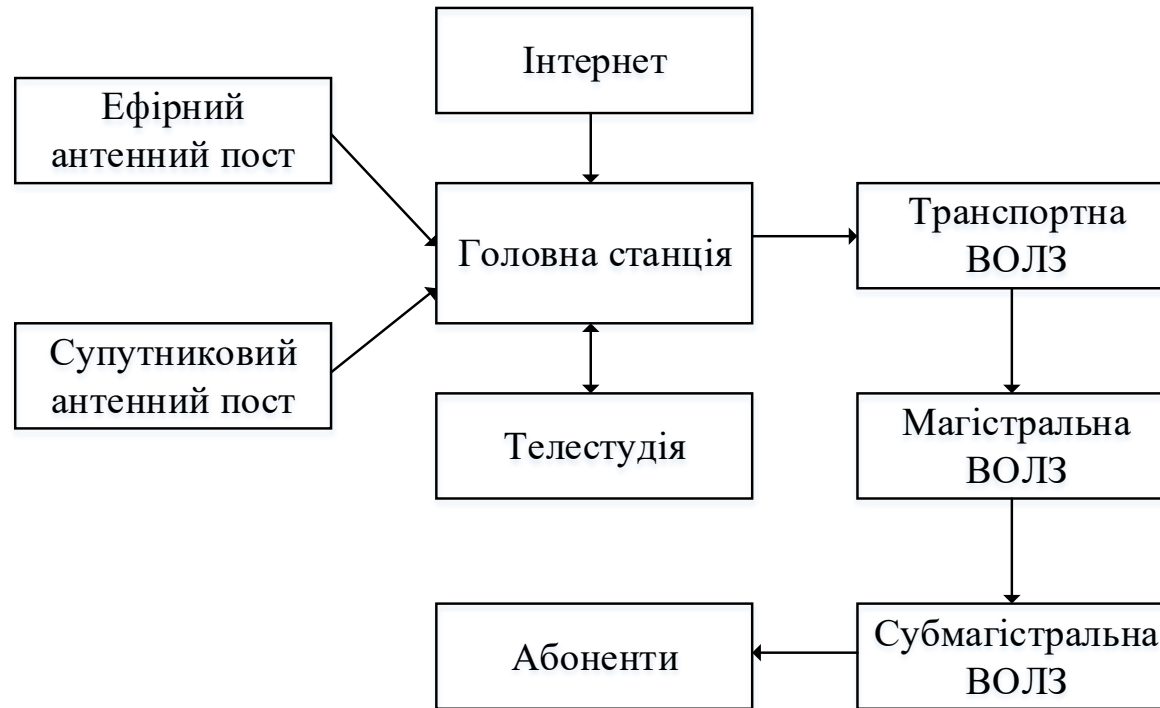 Інтернет
Ефірний
антенний пост
Головна станція
Транспортна
ВОЛЗ
Супутниковий
антенний пост
Телестудія
Магістральна
ВОЛЗ
Абоненти
Субмагістральна
ВОЛЗ